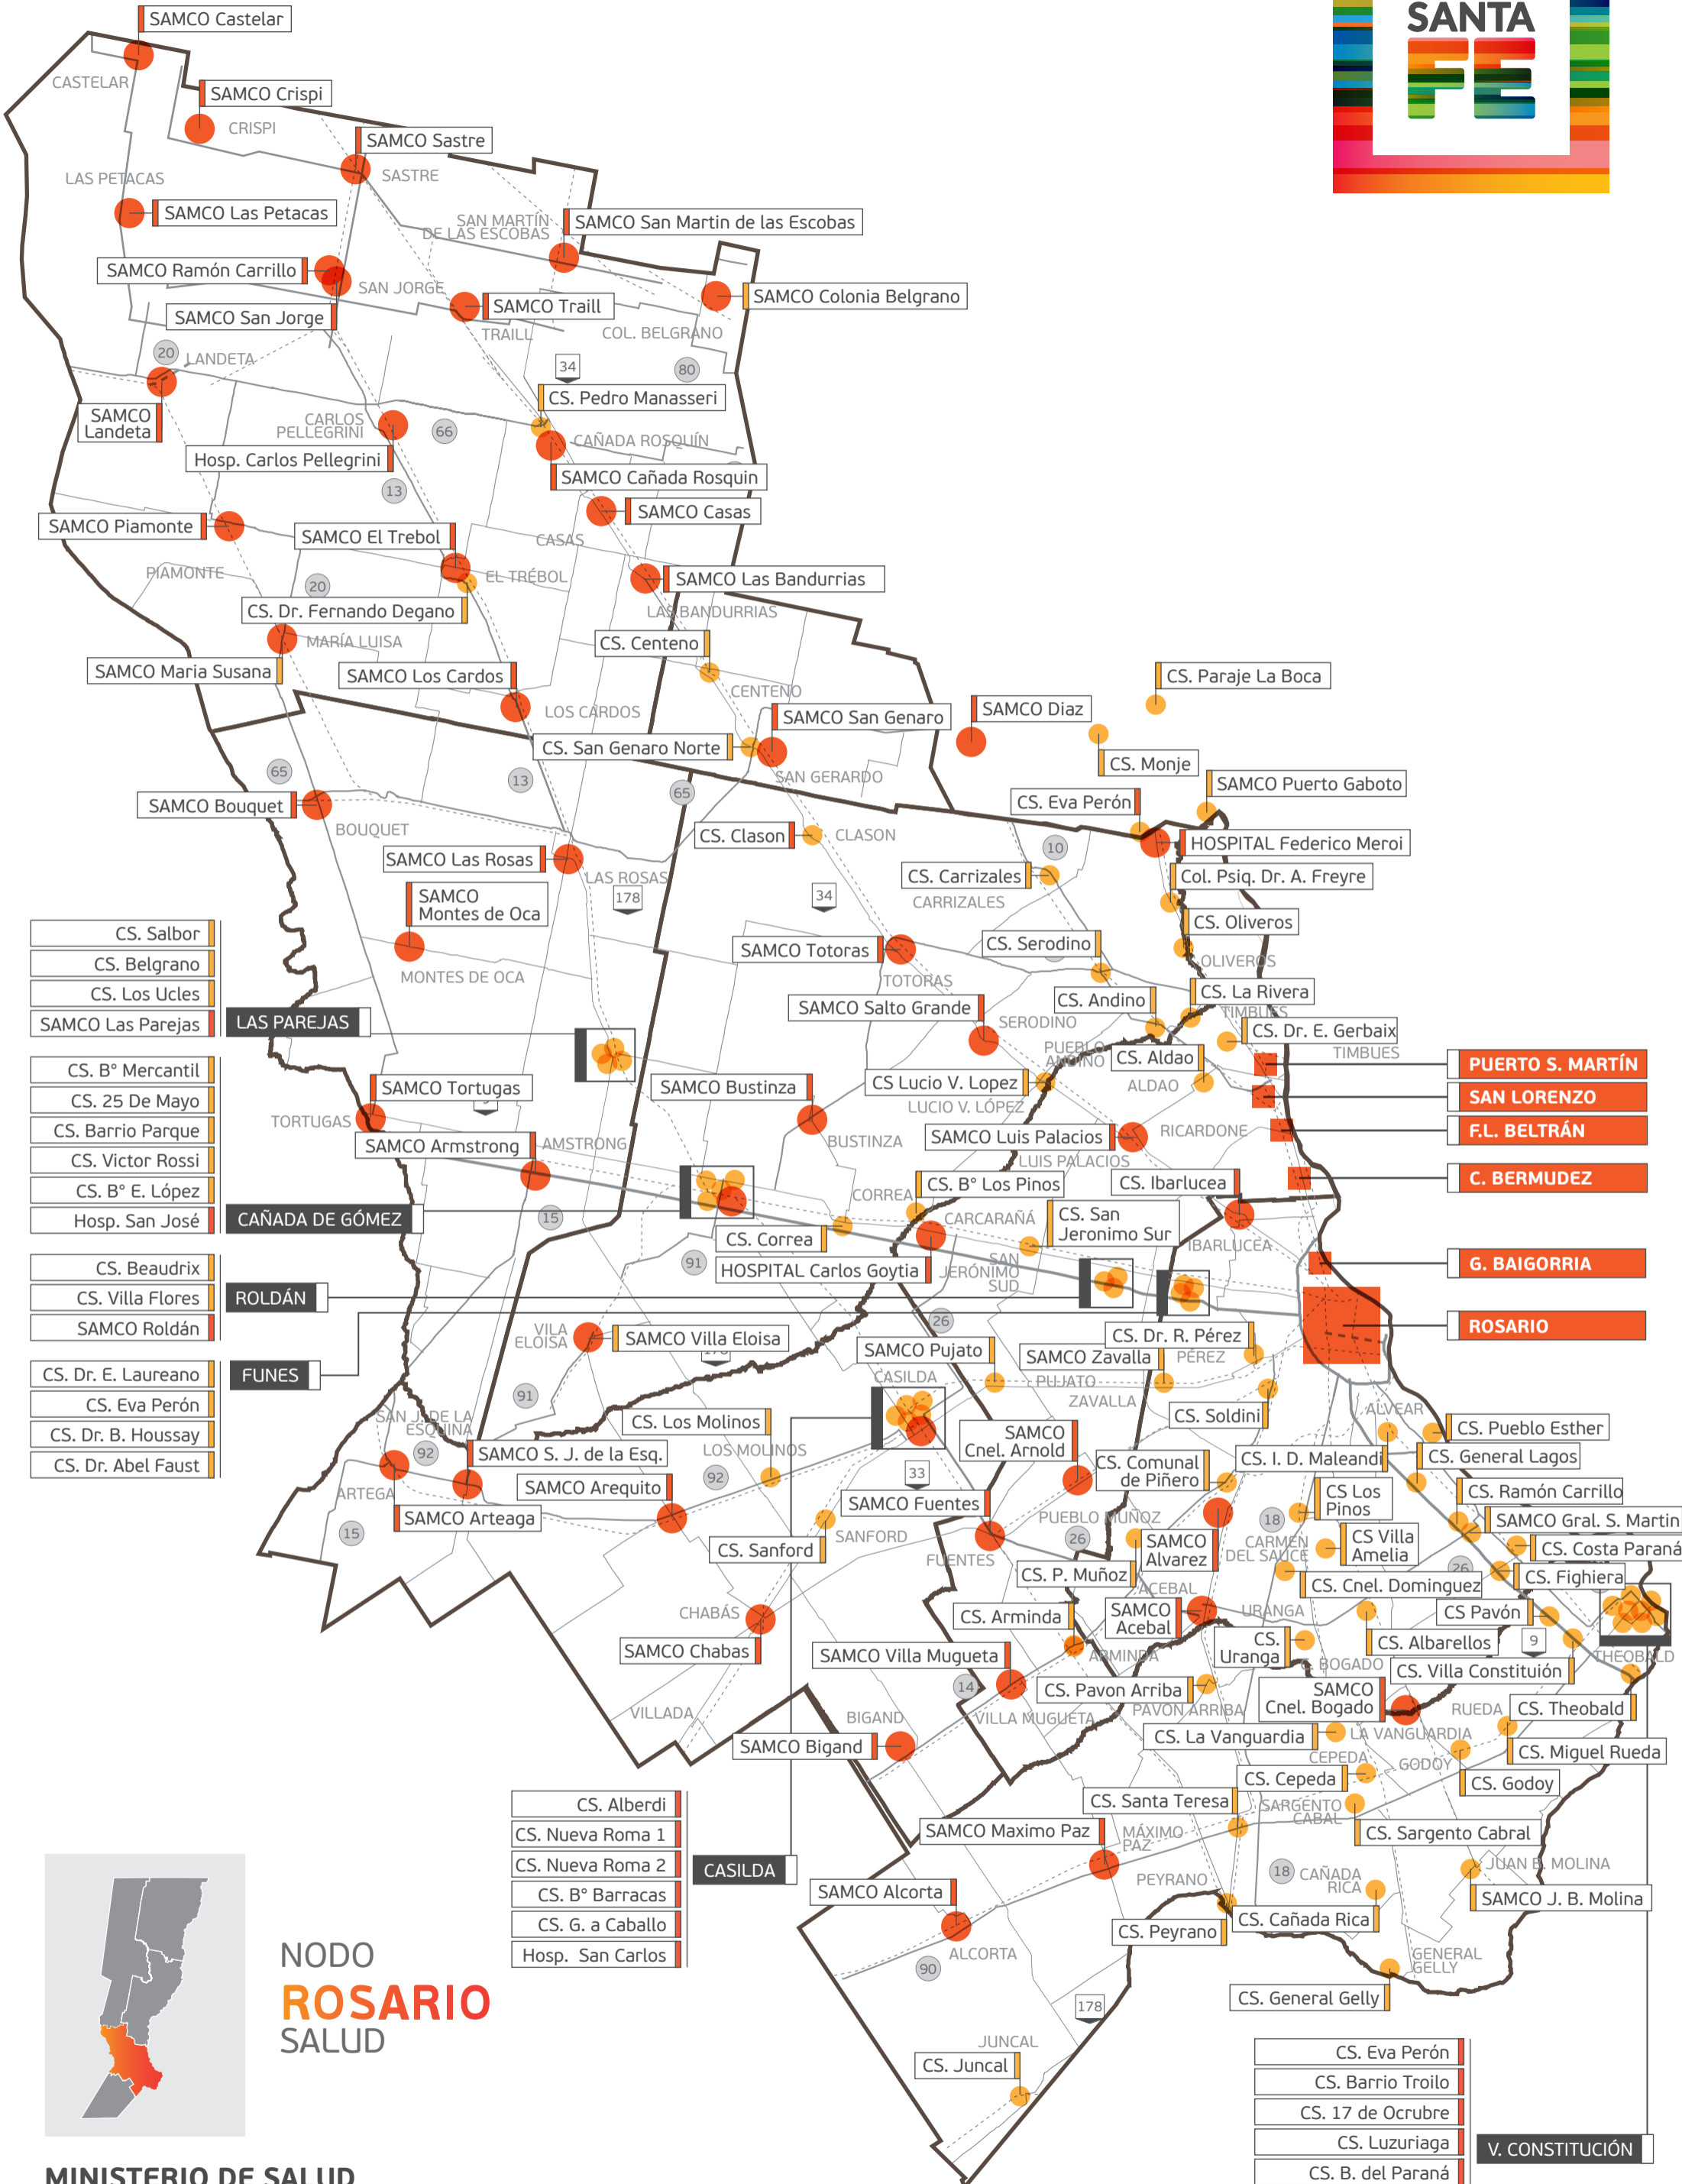 SANTA
FE
SAMCO Castelar
CASTELAR
SAMCO Crispi
CRISPI
SAMCO Sastre
SASTRE
LAS PETACAS
SAMCO Las Petacas
SAN MARTÍN
DE LAS ESCOBAS
SAMCO San Martin de las Escobas
SAMCO Ramón Carrillo
SAN JORGE
SAMCO San Jorge
SAMCO Traill
TRAILL
SAMCO Colonia Belgrano
COL. BELGRANO
20
LANDETA
34
80
SAMCO
Landeta
CS. Pedro Manasseri
CARLOS
PELLEGRINI
66
CAÑADA ROSQUÍN
Hosp. Carlos Pellegrini
SAMCO Cañada Rosquin
13
SAMCO Casas
SAMCO Piamonte
SAMCO El Trebol
CASAS
PIAMONTE
20
EL TRÉBOL
SAMCO Las Bandurrias
CS. Dr. Fernando Degano
LAS BANDURRIAS
MARÍA LUISA
CS. Centeno
SAMCO Maria Susana
SAMCO Los Cardos
CENTENO
CS. Paraje La Boca
LOS CARDOS
SAMCO San Genaro
SAMCO Diaz
CS. San Genaro Norte
CS. Monje
65
13
65
SAN GERARDO
SAMCO Puerto Gaboto
SAMCO Bouquet
BOUQUET
CS. Eva Perón
CS. Clason
CLASON
10
HOSPITAL Federico Meroi
SAMCO Las Rosas
LAS ROSAS
CS. Carrizales
CARRIZALES
Col. Psiq. Dr. A. Freyre
SAMCO
Montes de Oca
178
34
CS. Oliveros
OLIVEROS
MONTES DE OCA
SAMCO Totoras
TOTORAS
CS. Serodino
SERODINO
CS. Salbor
CS. Belgrano
CS. Los Ucles
SAMCO Las Parejas
LAS PAREJAS
SAMCO Salto Grande
CS. Andino
CS. La Rivera
TIMBUES
CS. Dr. E. Gerbaix
TIMBUES
PUEBLO
ANDINO
CS. Aldao
ALDAO
PUERTO S. MARTÍN
SAN LORENZO
F.L. BELTRÁN
C. BERMUDEZ
G. BAIGORRIA
ROSARIO
CS. B° Mercantil
CS. 25 De Mayo
CS. Barrio Parque
CS. Victor Rossi
CS. B° E. López
Hosp. San José
CAÑADA DE GÓMEZ
SAMCO Tortugas
TORTUGAS
SAMCO Bustinza
BUSTINZA
CS Lucio V. Lopez
LUCIO V. LÓPEZ
SAMCO Armstrong
AMSTRONG
SAMCO Luis Palacios
LUIS PALACIOS
RICARDONE
CS. B° Los Pinos
CS. Ibarlucea
IBARLUCEA
15
CORREA
CARCARAÑÁ
CS. San
Jeronimo Sur
CS. Correa
SAN
JERÓNIMO
SUD
91
HOSPITAL Carlos Goytia
CS. Beaudrix
CS. Villa Flores
SAMCO Roldán
ROLDÁN
26
VILA
ELOISA
SAMCO Villa Eloisa
CS. Dr. E. Laureano
CS. Eva Perón
CS. Dr. B. Houssay
CS. Dr. Abel Faust
FUNES
SAMCO Pujato
PUJATO
SAMCO Zavalla
ZAVALLA
CS. Dr. R. Pérez
PÉREZ
CASILDA
91
CS. Soldini
ALVEAR
SAN J. DE LA
ESQUINA
92
CS. Los Molinos
LOS MOLINOS
92
SAMCO
Cnel. Arnold
CS. Pueblo Esther
CS. I. D. Maleandi
CS. General Lagos
SAMCO S. J. de la Esq.
SAMCO Arequito
33
CS. Comunal
de Piñero
ARTEGA
SAMCO Arteaga
15
SAMCO Fuentes
FUENTES
PUEBLO MUÑOZ
26
CS Los
Pinos
CS. Ramón Carrillo
SAMCO Gral. S. Martin
18
CS. Sanford
SANFORD
SAMCO
Alvarez
CARMEN
DEL SAUCE
CS Villa
Amelia
CS. Costa Paraná
26
CS. Fighiera
CS. P. Muñoz
ACEBAL
CS. Cnel. Dominguez
CHABÁS
SAMCO Chabas
CS. Arminda
ARMINDA
SAMCO
Acebal
URANGA
CS Pavón
CS.
Uranga
CS. Albarellos
9
THEOBALD
SAMCO Villa Mugueta
VILLA MUGUETA
BOGADO
CS. Villa Constituión
14
CS. Pavon Arriba
PAVON ARRIBA
SAMCO
Cnel. Bogado
RUEDA
CS. Theobald
VILLADA
BIGAND
SAMCO Bigand
CS. La Vanguardia
LA VANGUARDIA
CS. Miguel Rueda
CEPEDA
CS. Cepeda
GODOY
CS. Godoy
CS. Alberdi
CS. Nueva Roma 1
CS. Nueva Roma 2
CS. B° Barracas
CS. G. a Caballo
Hosp. San Carlos
CASILDA
CS. Santa Teresa
SARGENTO
CABAL
CS. Sargento Cabral
SAMCO Maximo Paz
MÁXIMO
PAZ
PEYRANO
18
CAÑADA
RICA
JUAN B. MOLINA
SAMCO J. B. Molina
SAMCO Alcorta
ALCORTA
90
CS. Peyrano
CS. Cañada Rica
GENERAL
GELLY
CS. General Gelly
178
JUNCAL
CS. Juncal
CS. Eva Perón
CS. Barrio Troilo
CS. 17 de Ocrubre
CS. Luzuriaga
CS. B. del Paraná
V. CONSTITUCIÓN
NODO
ROSARIO
SALUD
MINISTERIO DE SALUD